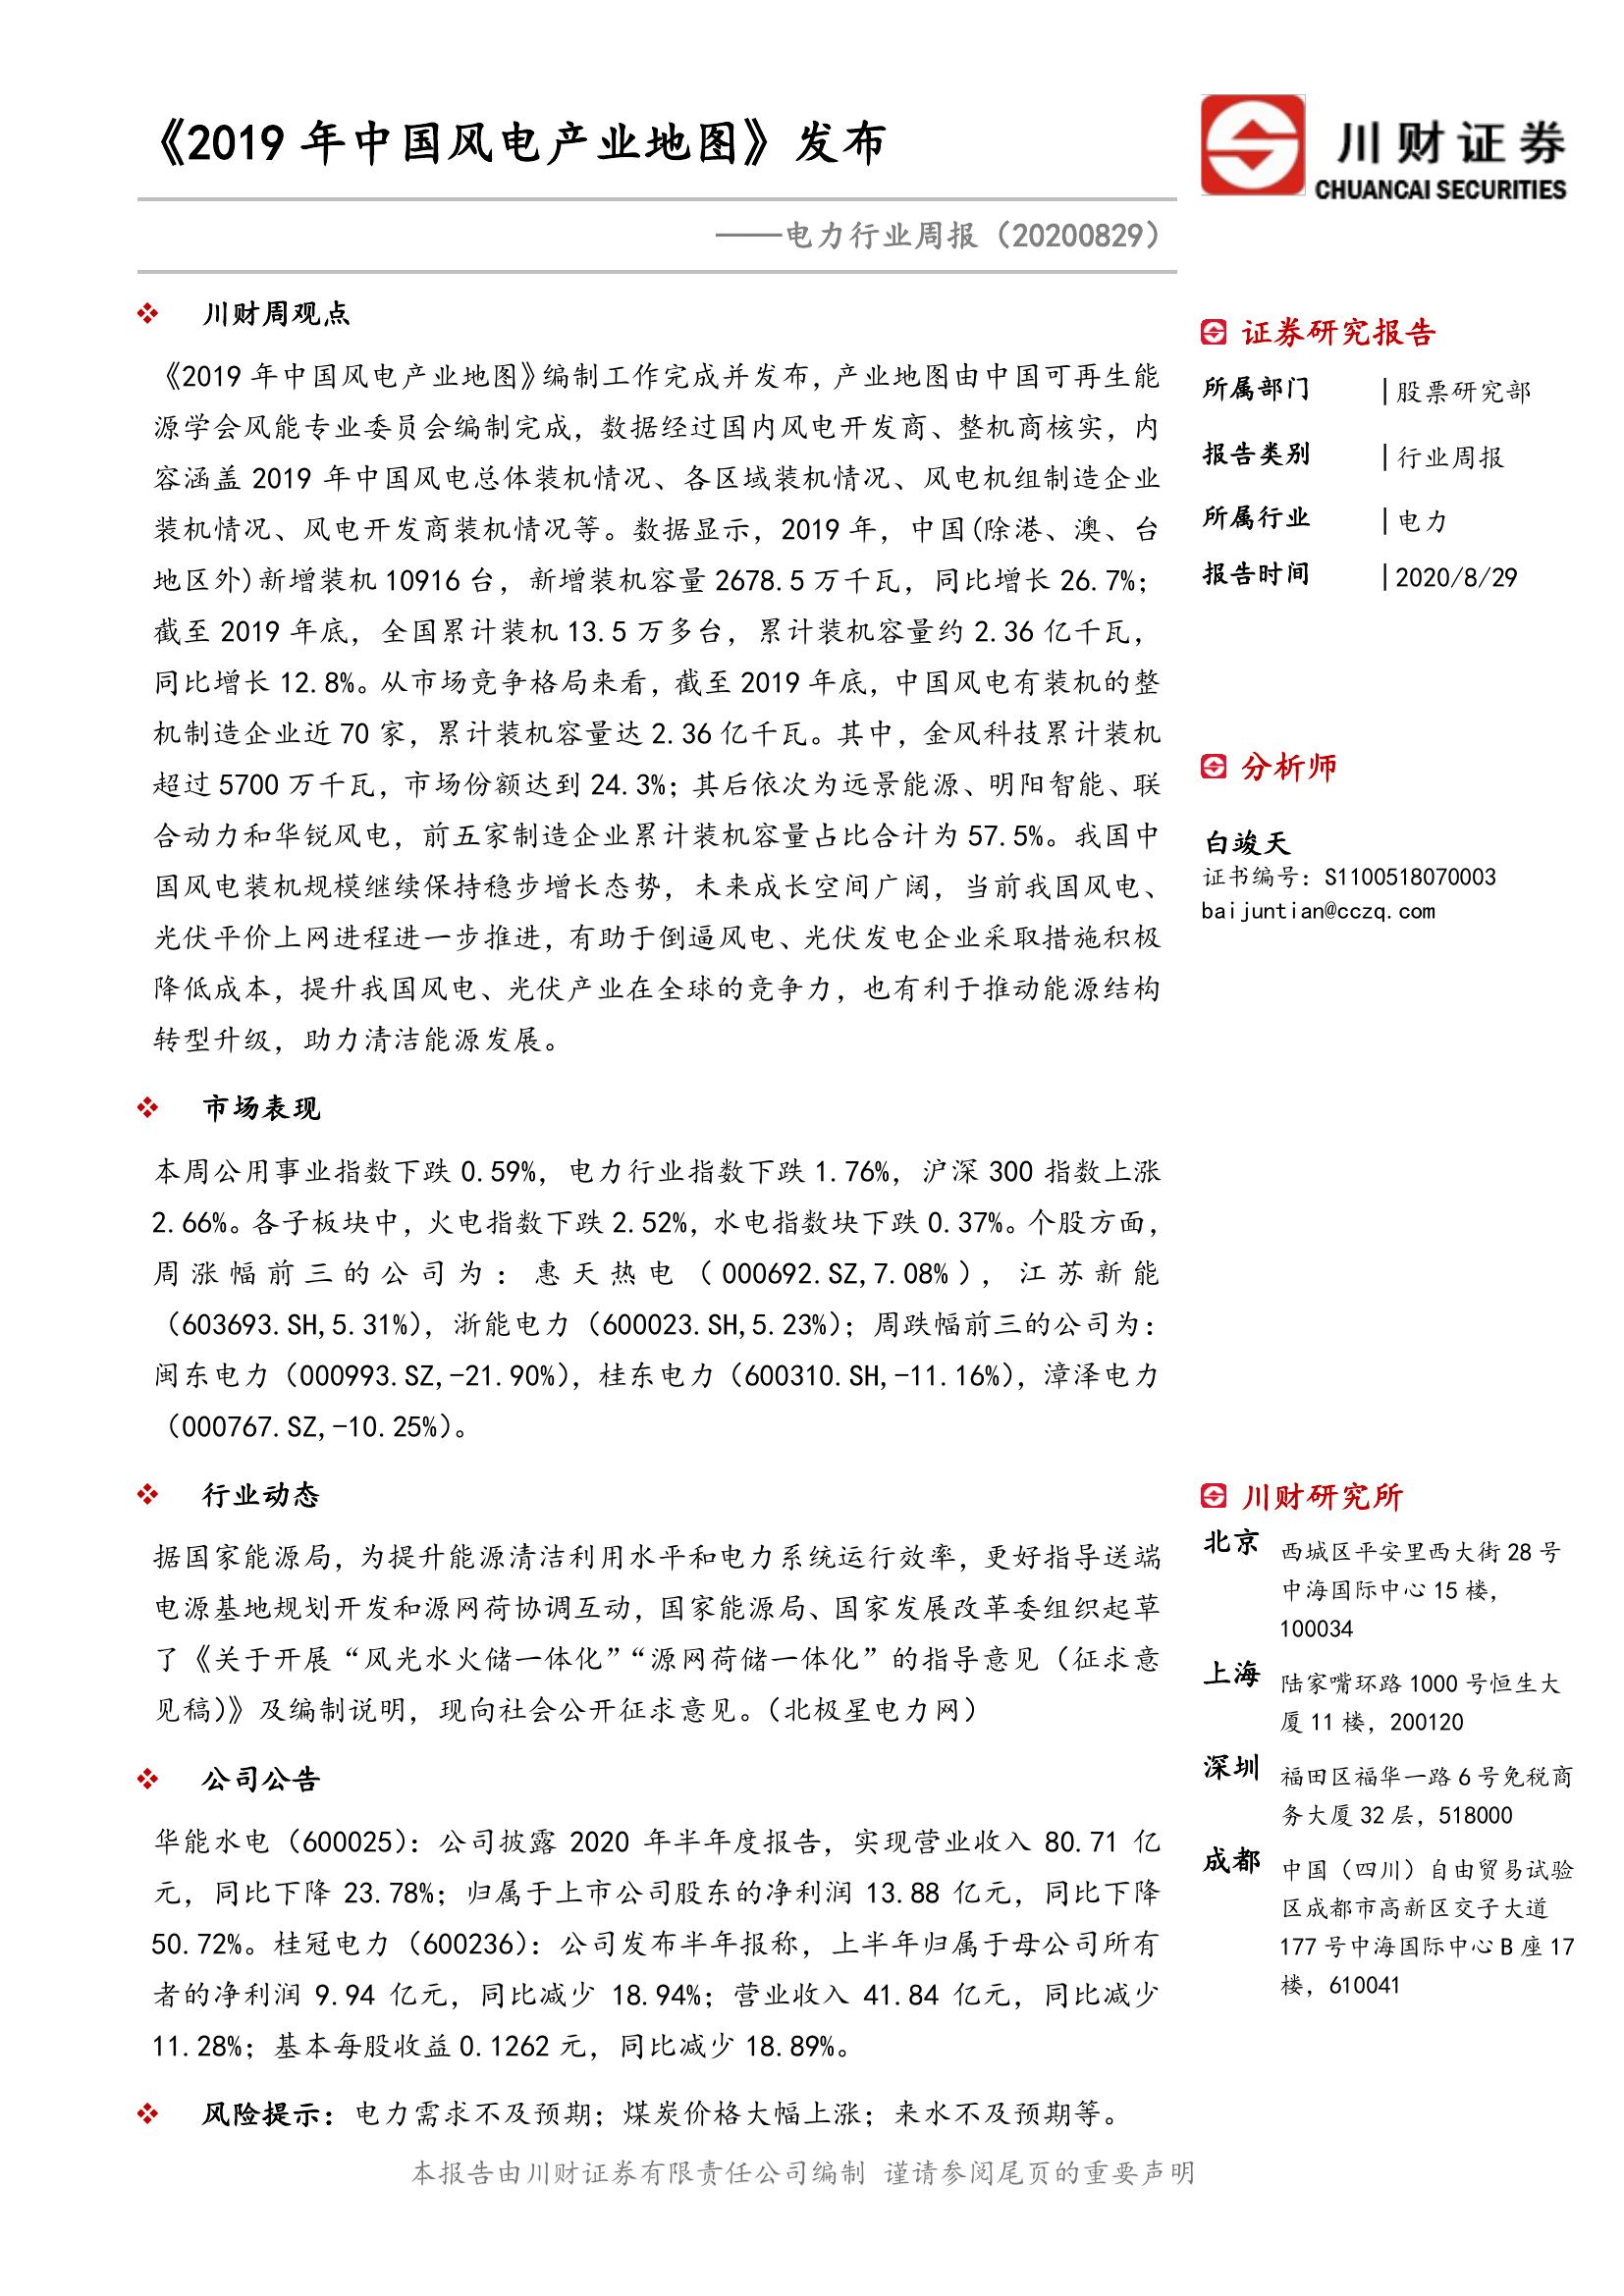 《2019 年中国风电产业地图》发布
川财证券
CHUANCAI SECURITIES
——电力行业周报（20200829）
川财周观点
《2019 年中国风电产业地图》编制工作完成并发布，产业地图由中国可再生能
源学会风能专业委员会编制完成，数据经过国内风电开发商、整机商核实，内
容涵盖 2019 年中国风电总体装机情况、各区域装机情况、风电机组制造企业
装机情况、风电开发商装机情况等。数据显示，2019 年，中国(除港、澳、台
地区外)新增装机 10916 台，新增装机容量 2678.5 万千瓦，同比增长 26.7%；
截至 2019 年底，全国累计装机 13.5 万多台，累计装机容量约 2.36 亿千瓦，
同比增长 12.8%。从市场竞争格局来看，截至 2019 年底，中国风电有装机的整
机制造企业近 70 家，累计装机容量达 2.36 亿千瓦。其中，金风科技累计装机
超过 5700 万千瓦，市场份额达到 24.3%；其后依次为远景能源、明阳智能、联
合动力和华锐风电，前五家制造企业累计装机容量占比合计为 57.5%。我国中
国风电装机规模继续保持稳步增长态势，未来成长空间广阔，当前我国风电、
光伏平价上网进程进一步推进，有助于倒逼风电、光伏发电企业采取措施积极
降低成本，提升我国风电、光伏产业在全球的竞争力，也有利于推动能源结构
转型升级，助力清洁能源发展。
市场表现
本周公用事业指数下跌 0.59%，电力行业指数下跌 1.76%，沪深 300 指数上涨
2.66%。各子板块中，火电指数下跌 2.52%，水电指数块下跌 0.37%。个股方面，
周涨幅前三的公司为：惠天热电（000692.SZ,7.08%），江苏新能
（603693.SH,5.31%），浙能电力（600023.SH,5.23%）；周跌幅前三的公司为：
闽东电力（000993.SZ,-21.90%），桂东电力（600310.SH,-11.16%），漳泽电力
（000767.SZ,-10.25%）。
行业动态
据国家能源局，为提升能源清洁利用水平和电力系统运行效率，更好指导送端
电源基地规划开发和源网荷协调互动，国家能源局、国家发展改革委组织起草
了《关于开展“风光水火储一体化”“源网荷储一体化”的指导意见（征求意
见稿）》及编制说明，现向社会公开征求意见。（北极星电力网）
公司公告
华能水电（600025）：公司披露 2020 年半年度报告，实现营业收入 80.71 亿
元，同比下降 23.78%；归属于上市公司股东的净利润 13.88 亿元，同比下降
50.72%。桂冠电力（600236）：公司发布半年报称，上半年归属于母公司所有
者的净利润 9.94 亿元，同比减少 18.94%；营业收入 41.84 亿元，同比减少
11.28%；基本每股收益 0.1262 元，同比减少 18.89%。
风险提示：电力需求不及预期；煤炭价格大幅上涨；来水不及预期等。
证券研究报告
所属部门 |股票研究部
报告类别 |行业周报
所属行业 |电力
报告时间 |2020/8/29
分析师
白竣天
证书编号：S1100518070003
baijuntian@cczq.com
川财研究所
北京 西城区平安里西大街 28 号
中海国际中心 15 楼，
100034
上海 陆家嘴环路 1000 号恒生大
厦 11 楼，200120
深圳 福田区福华一路 6 号免税商
务大厦 32 层，518000
成都 中国（四川）自由贸易试验
区成都市高新区交子大道
177 号中海国际中心 B 座 17
楼，610041
本报告由川财证券有限责任公司编制 谨请参阅尾页的重要声明